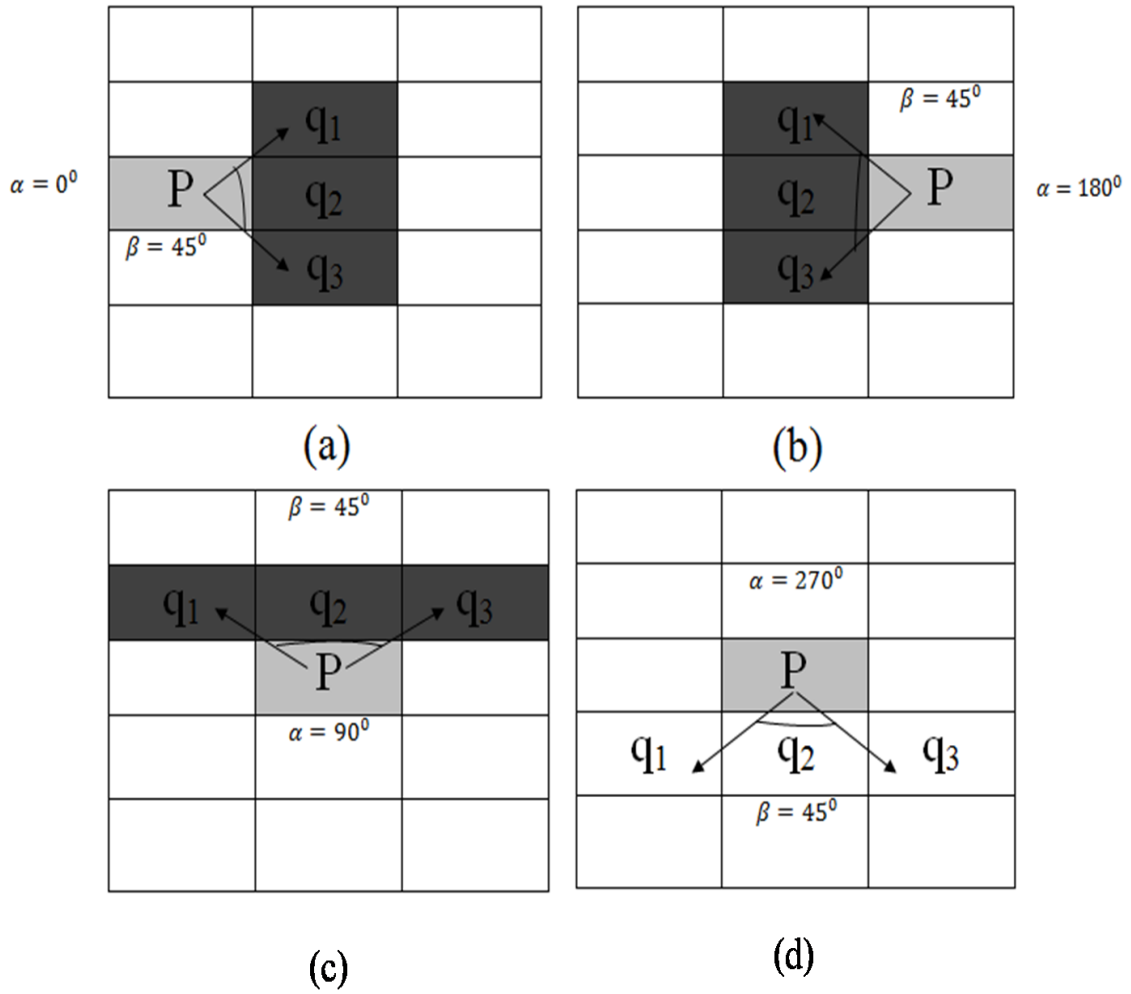 q₁
α = 0⁰
P
q₂
β = 45⁰
q₃
(a)
β = 45⁰
q₁
q₂
P
α = 180⁰
q₃
(b)
β = 45⁰
q₁
q₂
q₃
P
α = 90⁰
(c)
α = 270⁰
P
q₁
q₂
q₃
β = 45⁰
(d)